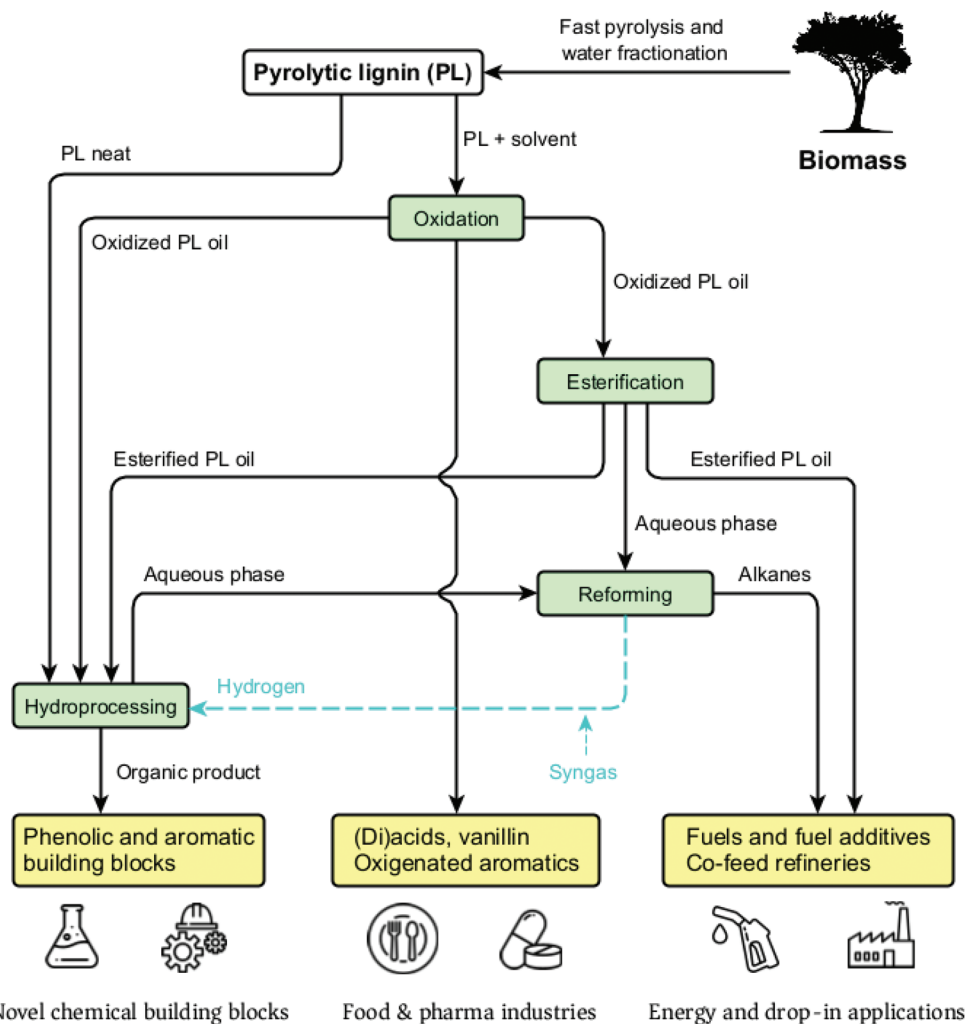 Fast pyrolysis and
water fractionation
Pyrolytic lignin (PL)
Biomass
PL neat
PL + solvent
Oxidation
Oxidized PL oil
Oxidized PL oil
Esterification
Esterified PL oil
Esterified PL oil
Aqueous phase
Aqueous phase
Reforming
Alkanes
Hydrogen
Hydroprocessing
Syngas
Organic product
Phenolic and aromatic
building blocks
(Di)acids, vanillin
Oxigenated aromatics
Fuels and fuel additives
Co-feed refineries
Novel chemical building blocks
Food & pharma industries
Energy and drop-in applications